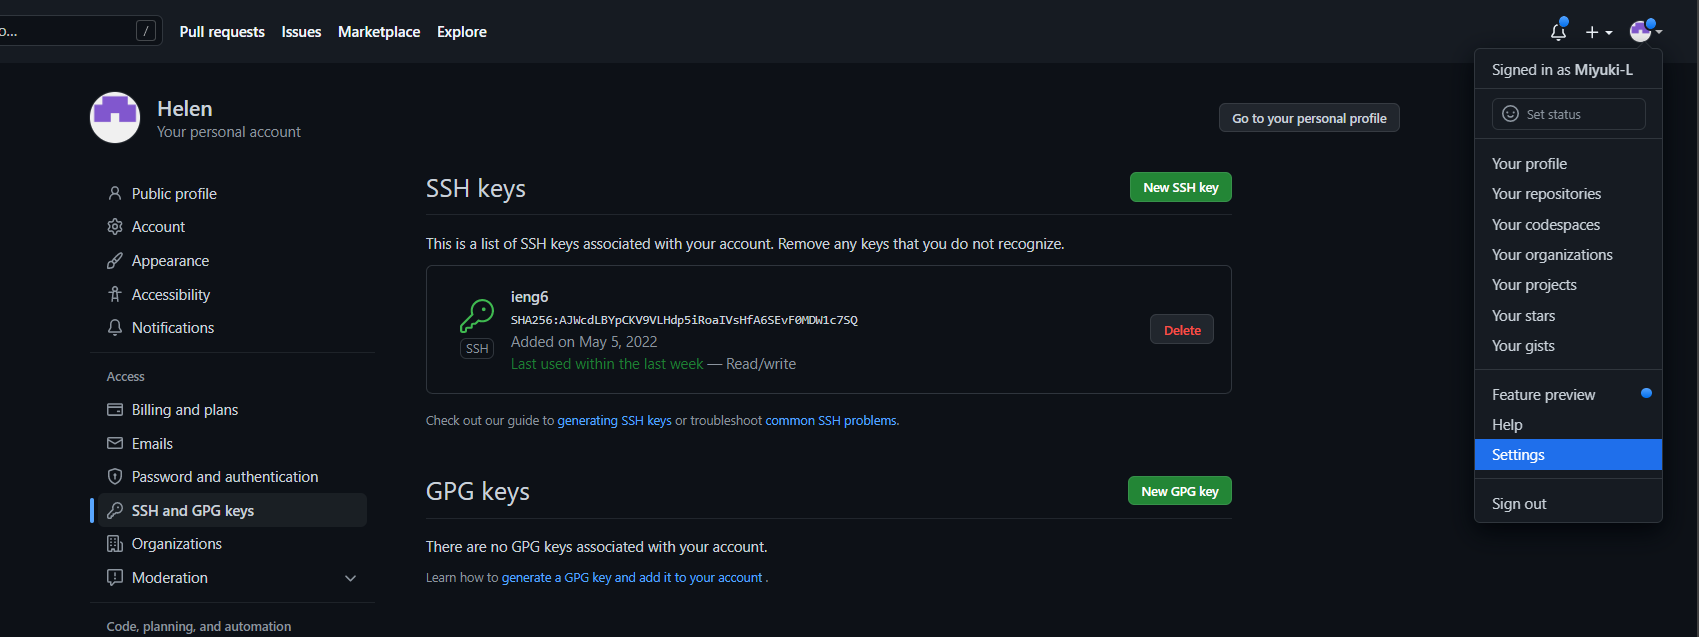 o...
/
Pull requests Issues Marketplace Explore
Helen
Your personal account
Go to your personal profile
Public profile
Account
Appearance
Accessibility
Notifications
Access
Billing and plans
Emails
Password and authentication
SSH and GPG keys
Organizations
Moderation
Code, planning, and automation
SSH keys
New SSH key
This is a list of SSH keys associated with your account. Remove any keys that you do not recognize.
ieng6
SHA256:AJWcdLBYpCKV9VLHdp5iRoaIVsHfA6SEvF0MDW1c7SQ
Added on May 5, 2022
Last used within the last week — Read/write
SSH
Delete
Check out our guide to generating SSH keys or troubleshoot common SSH problems.
GPG keys
New GPG key
There are no GPG keys associated with your account.
Learn how to generate a GPG key and add it to your account .
Signed in as Miyuki-L
Set status
Your profile
Your repositories
Your codespaces
Your organizations
Your projects
Your stars
Your gists
Feature preview
Help
Settings
Sign out